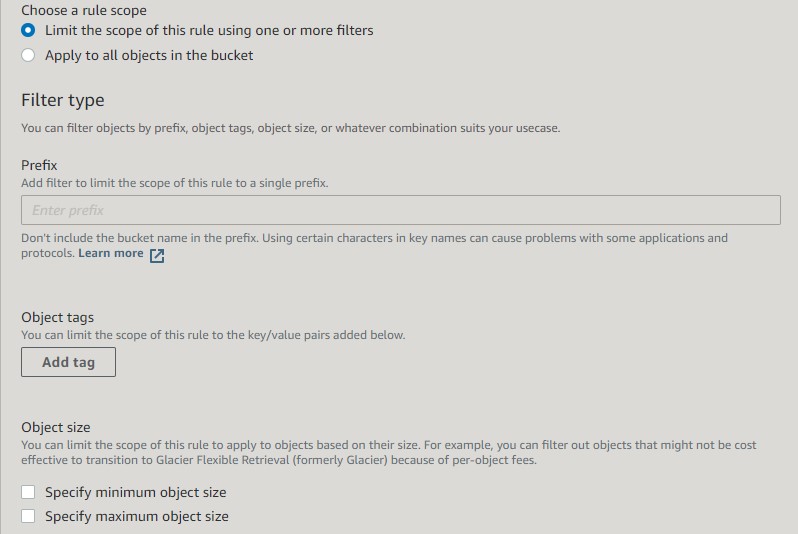 Choose a rule scope
Limit the scope of this rule using one or more filters
Apply to all objects in the bucket
Filter type
You can filter objects by prefix, object tags, object size, or whatever combination suits your usecase.
Prefix
Add filter to limit the scope of this rule to a single prefix.
Enter prefix
Don't include the bucket name in the prefix. Using certain characters in key names can cause problems with some applications and
protocols. Learn more
Object tags
You can limit the scope of this rule to the key/value pairs added below.
Add tag
Object size
You can limit the scope of this rule to apply to objects based on their size. For example, you can filter out objects that might not be cost
effective to transition to Glacier Flexible Retrieval (formerly Glacier) because of per-object fees.
Specify minimum object size
Specify maximum object size